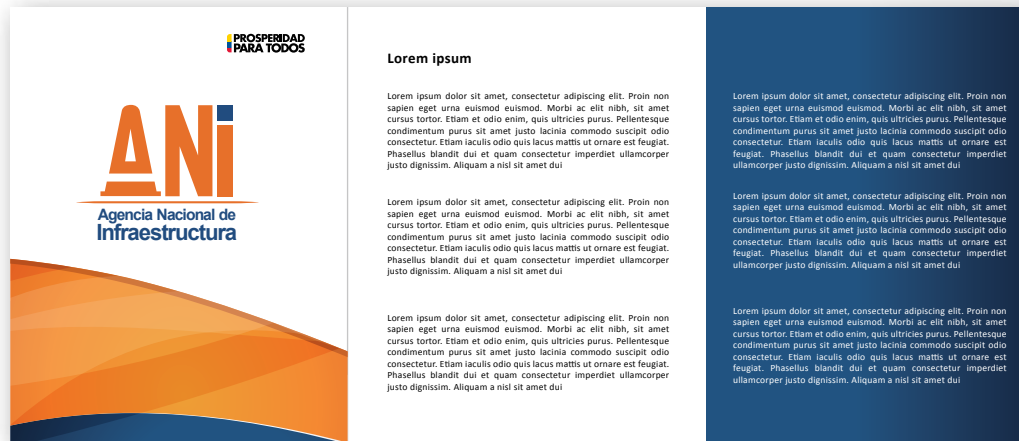 PROSPERIDAD
PARA TODOS
ANi
Agencia Nacional de
Infraestructura
Lorem ipsum
Lorem ipsum dolor sit amet, consectetur adipiscing elit. Proin non
sapien eget urna euismod euismod. Morbi ac elit nibh, sit amet
cursus tortor. Etiam et odio enim, quis ultricies purus. Pellentesque
condimentum purus sit amet justo lacinia commodo suscipit odio
consectetur. Etiam iaculis odio quis lacus mattis ut ornare est feugiat.
Phasellus blandit dui et quam consectetur imperdiet ullamcorper
justo dignissim. Aliquam a nisl sit amet dui
Lorem ipsum dolor sit amet, consectetur adipiscing elit. Proin non
sapien eget urna euismod euismod. Morbi ac elit nibh, sit amet
cursus tortor. Etiam et odio enim, quis ultricies purus. Pellentesque
condimentum purus sit amet justo lacinia commodo suscipit odio
consectetur. Etiam iaculis odio quis lacus mattis ut ornare est feugiat.
Phasellus blandit dui et quam consectetur imperdiet ullamcorper
justo dignissim. Aliquam a nisl sit amet dui
Lorem ipsum dolor sit amet, consectetur adipiscing elit. Proin non
sapien eget urna euismod euismod. Morbi ac elit nibh, sit amet
cursus tortor. Etiam et odio enim, quis ultricies purus. Pellentesque
condimentum purus sit amet justo lacinia commodo suscipit odio
consectetur. Etiam iaculis odio quis lacus mattis ut ornare est feugiat.
Phasellus blandit dui et quam consectetur imperdiet ullamcorper
justo dignissim. Aliquam a nisl sit amet dui
Lorem ipsum dolor sit amet, consectetur adipiscing elit. Proin non
sapien eget urna euismod euismod. Morbi ac elit nibh, sit amet
cursus tortor. Etiam et odio enim, quis ultricies purus. Pellentesque
condimentum purus sit amet justo lacinia commodo suscipit odio
consectetur. Etiam iaculis odio quis lacus mattis ut ornare est
feugiat. Phasellus blandit dui et quam consectetur imperdiet
ullamcorper justo dignissim. Aliquam a nisl sit amet dui
Lorem ipsum dolor sit amet, consectetur adipiscing elit. Proin non
sapien eget urna euismod euismod. Morbi ac elit nibh, sit amet
cursus tortor. Etiam et odio enim, quis ultricies purus. Pellentesque
condimentum purus sit amet justo lacinia commodo suscipit odio
consectetur. Etiam iaculis odio quis lacus mattis ut ornare est
feugiat. Phasellus blandit dui et quam consectetur imperdiet
ullamcorper justo dignissim. Aliquam a nisl sit amet dui
Lorem ipsum dolor sit amet, consectetur adipiscing elit. Proin non
sapien eget urna euismod euismod. Morbi ac elit nibh, sit amet
cursus tortor. Etiam et odio enim, quis ultricies purus. Pellentesque
condimentum purus sit amet justo lacinia commodo suscipit odio
consectetur. Etiam iaculis odio quis lacus mattis ut ornare est
feugiat. Phasellus blandit dui et quam consectetur imperdiet
ullamcorper justo dignissim. Aliquam a nisl sit amet dui